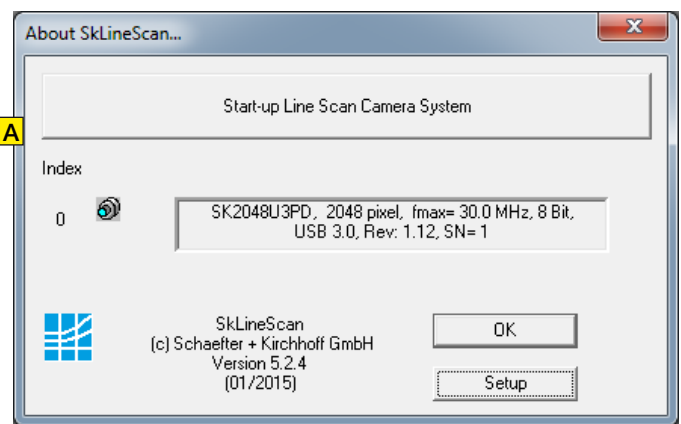 About SkLineScan...
Start-up Line Scan Camera System
A
Index
0
SK2048U3PD, 2048 pixel, fmax= 30.0 MHz, 8 Bit,
USB 3.0, Rev: 1.12, SN= 1
SkLineScan
(c) Schaefter + Kirchhoff GmbH
Version 5.2.4
(01/2015)
OK
Setup